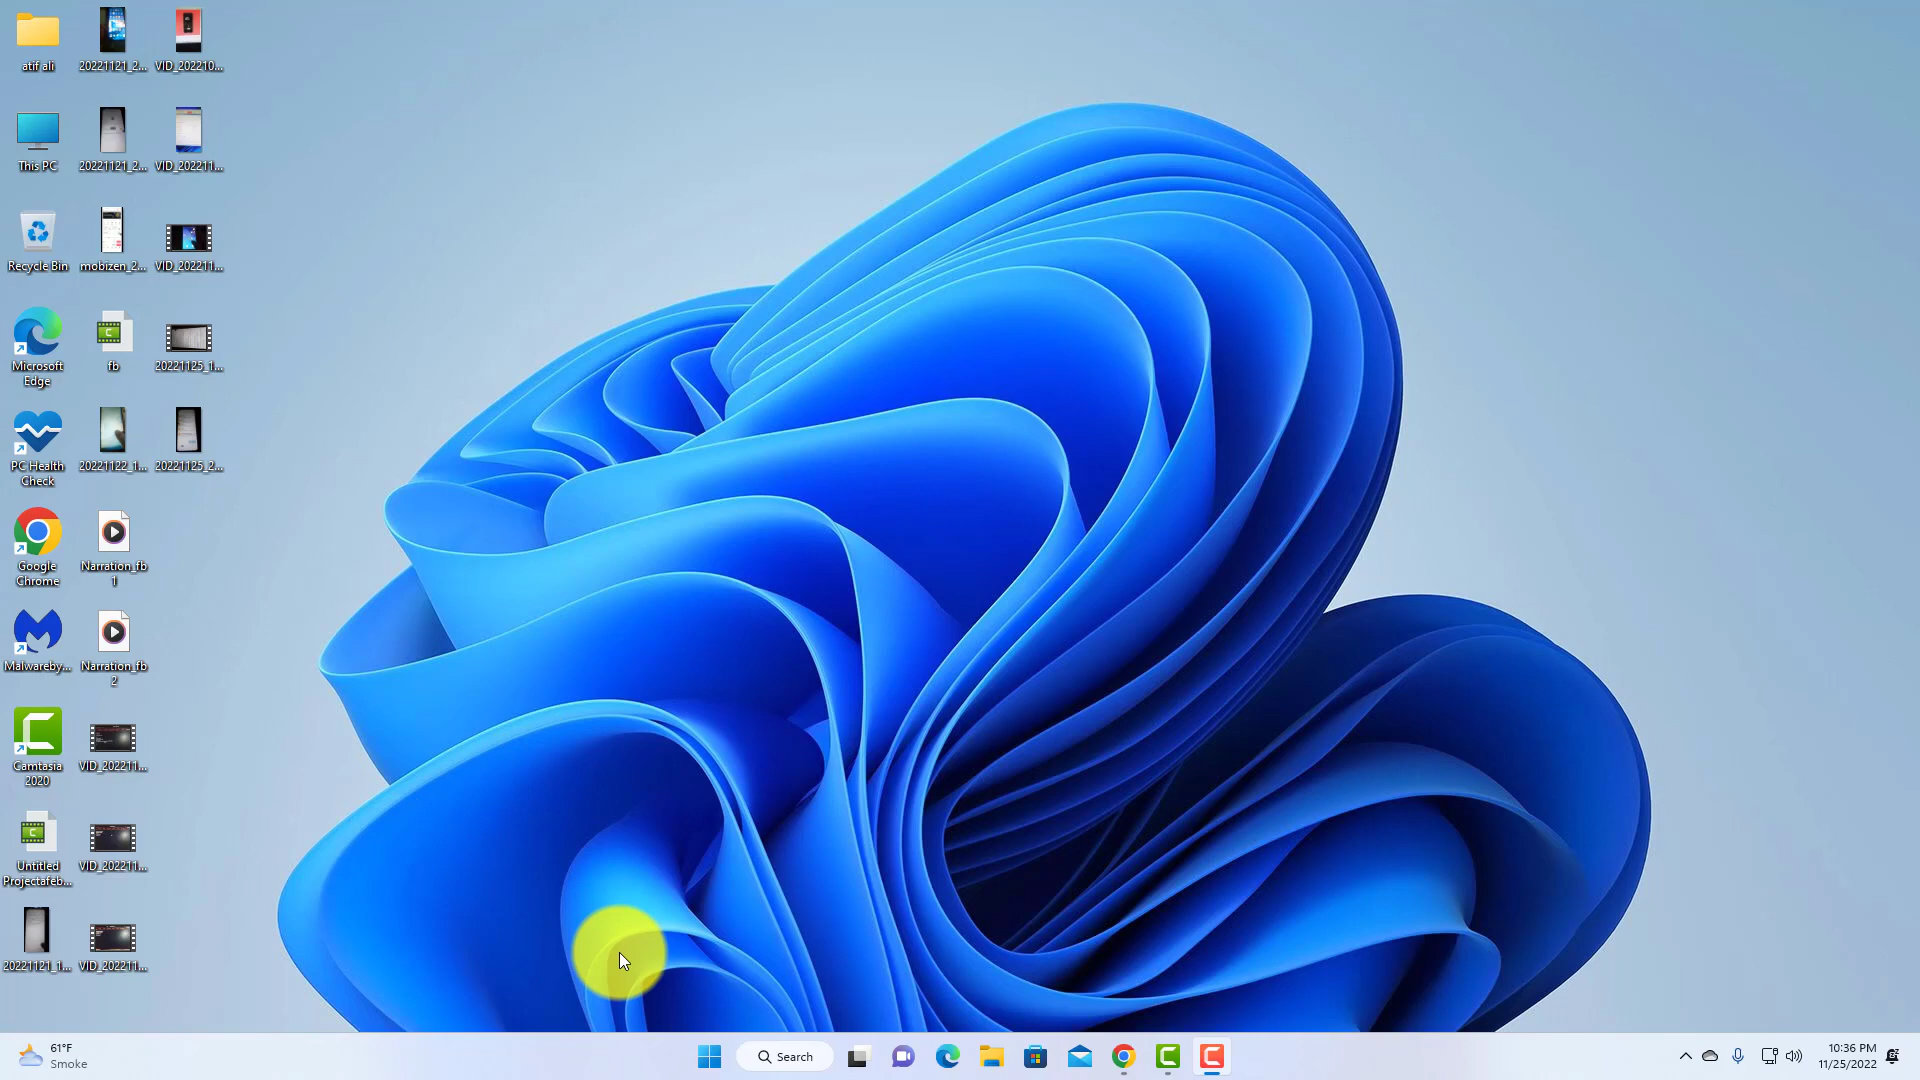 atif ali
20221121_2...
VID_202210...
This PC
20221121_2...
VID_202211...
Recycle Bin
mobizen_2...
VID_202211...
Microsoft
Edge
fb
20221125_1...
PC Health
Check
20221122_1...
20221125_2...
Google
Chrome
Narration_fb
1
Malwareby...
Narration_fb
2
Camtasia
2020
VID_202211...
Untitled
Projectafeb...
VID_202211...
20221121_1...
VID_202211...
61°F
Smoke
Search
10:36 PM
11/25/2022